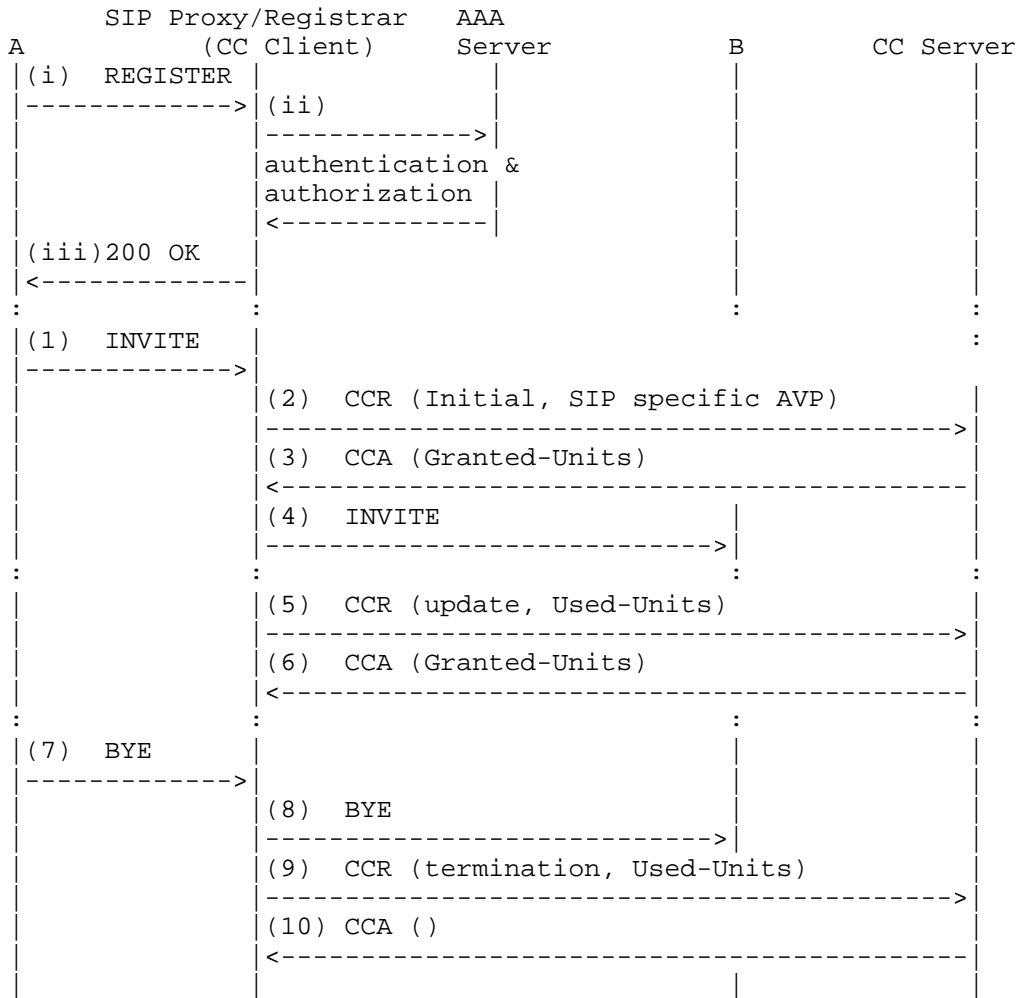 SIP Proxy/Registrar AAA
A (CC Client) Server B CC Server
(i) REGISTER
(ii)
authentication &
authorization
(iii)200 OK
(1) INVITE
(2) CCR (Initial, SIP specific AVP)
(3) CCA (Granted-Units)
(4) INVITE
(5) CCR (update, Used-Units)
(6) CCA (Granted-Units)
(7) BYE
(8) BYE
(9) CCR (termination, Used-Units)
(10) CCA ()